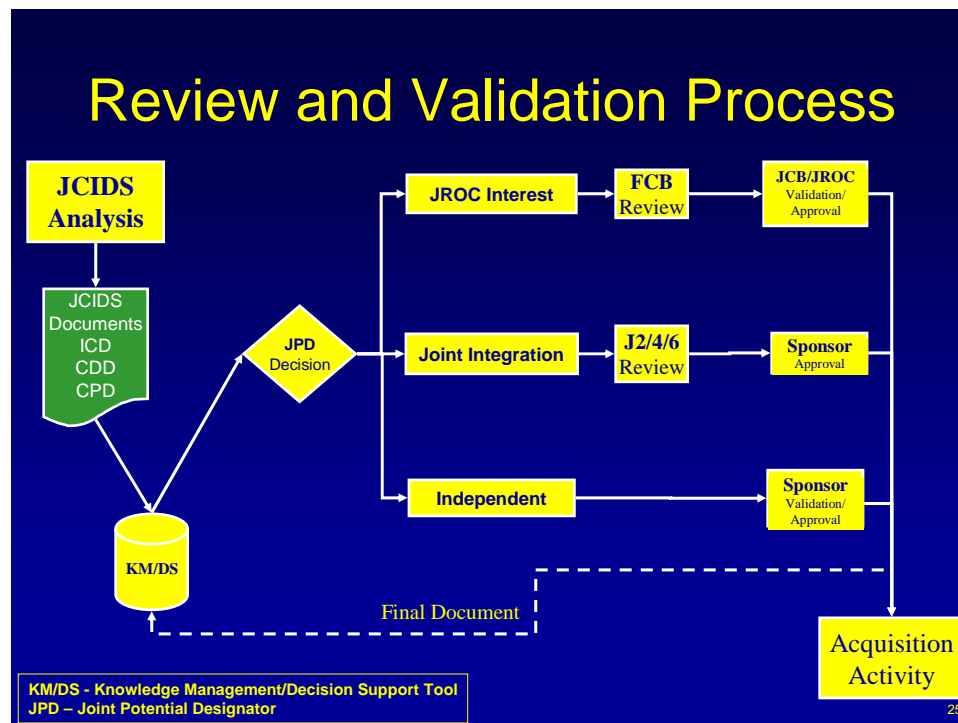 Review and Validation Process
JCIDS
Analysis
JCIDS
Documents
ICD
CDD
CPD
KM/DS
JPD
Decision
JROC Interest
FCB
Review
JCB/JROC
Validation/
Approval
Joint Integration
J2/4/6
Review
Sponsor
Approval
Independent
Sponsor
Validation/
Approval
Final Document
Acquisition
Activity
KM/DS - Knowledge Management/Decision Support Tool
JPD – Joint Potential Designator
25